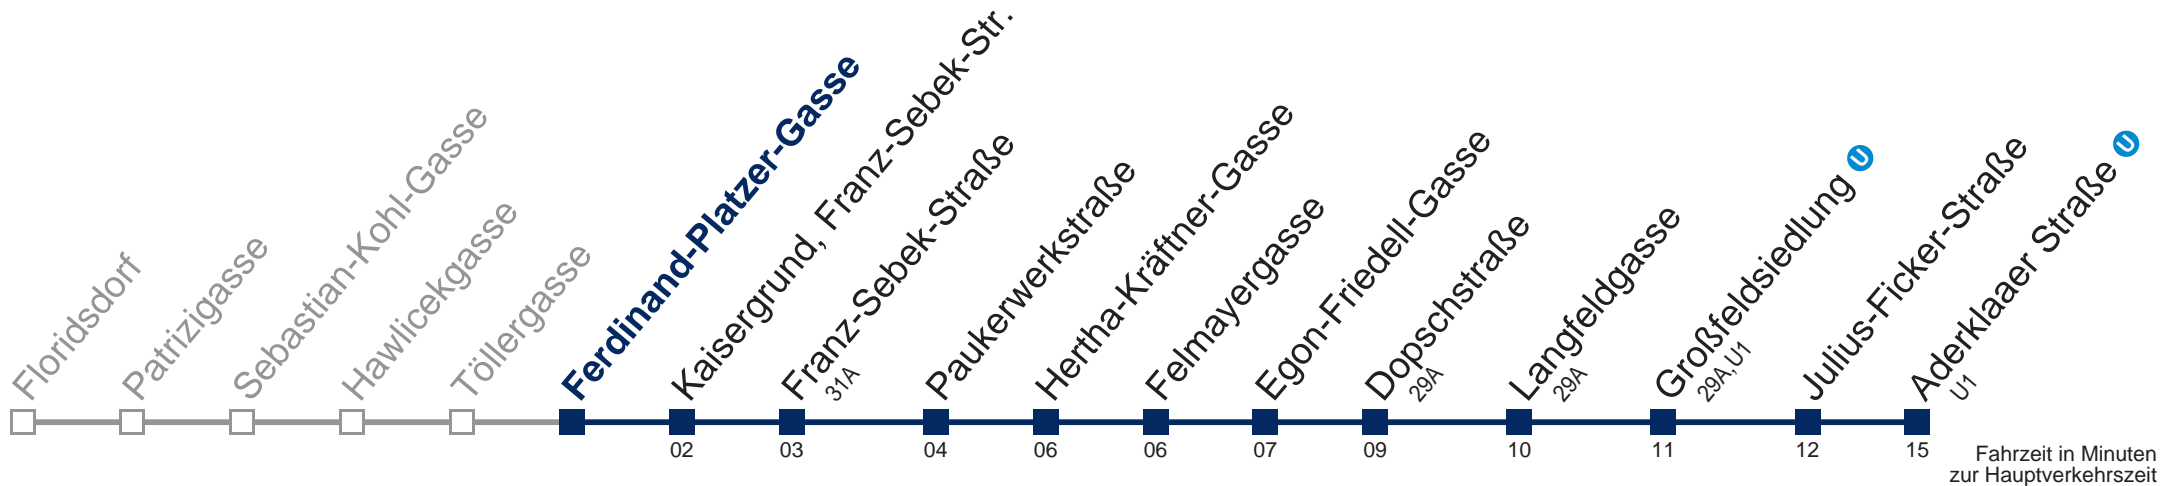 Floridsdorf
Patrizigasse
Sebastian-Kohl-Gasse
Hawlicekgasse
Töllergasse
Ferdinand-Platzer-Gasse
Kaisergrund, Franz-Sebek-Str.
Franz-Sebek-Straße
31A
Paukerwerkstraße
Hertha-Kräftner-Gasse
Felmayergasse
Egon-Friedell-Gasse
Dopschstraße
29A
Langfeldgasse
29A
Großfeldsiedlung U
29A,U1
Julius-Ficker-Straße
Aderklaaer Straße U
U1
02 03 04 06 06 07 09 10 11 12 15
Fahrzeit in Minuten
zur Hauptverkehrszeit